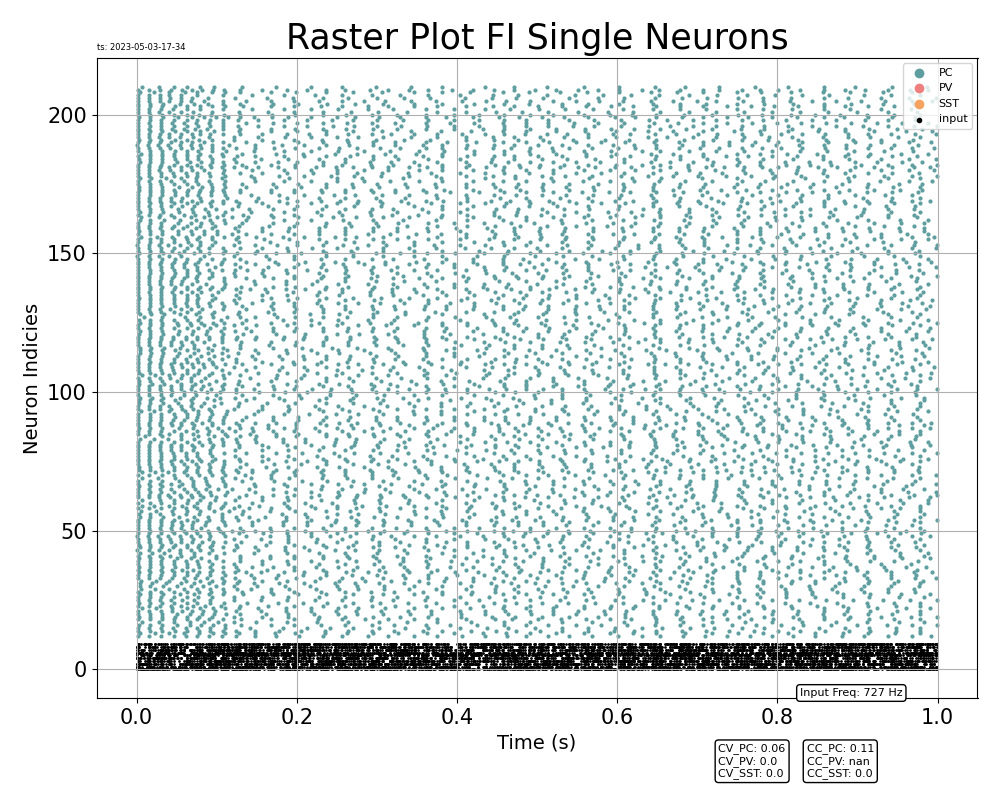 Raster Plot FI Single Neurons
ts: 2023-05-03-17-34
PC
PV
SST
input
200
150
100
50
0
Neuron Indicies
0.0 0.2 0.4 0.6 0.8 1.0
Input Freq: 727 Hz
Time (s)
CV_PC: 0.06
CV_PV: 0.0
CV_SST: 0.0
CC_PC: 0.11
CC_PV: nan
CC_SST: 0.0